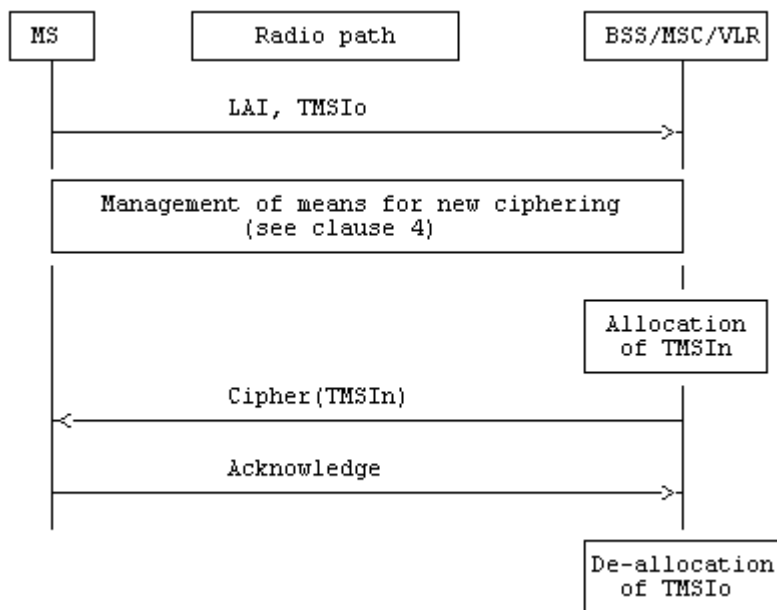 MS
Radio path
BSS/MSC/VLR
LAI, TMSIo
Management of means for new ciphering
(see clause 4)
Allocation
of TMSIn
Cipher(TMSIn)
Acknowledge
De-allocation
of TMSIo